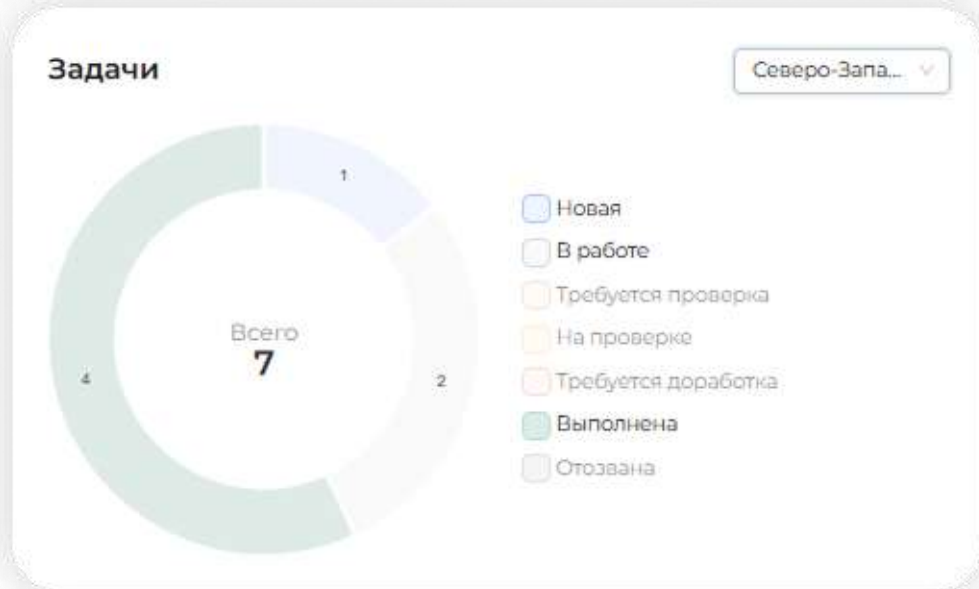 Задачи
Северо-Запа...
1
Новая
В работе
Требуется проверка
На проверке
Всего
7
4
2
Требуется доработка
Выполнена
Отозвана